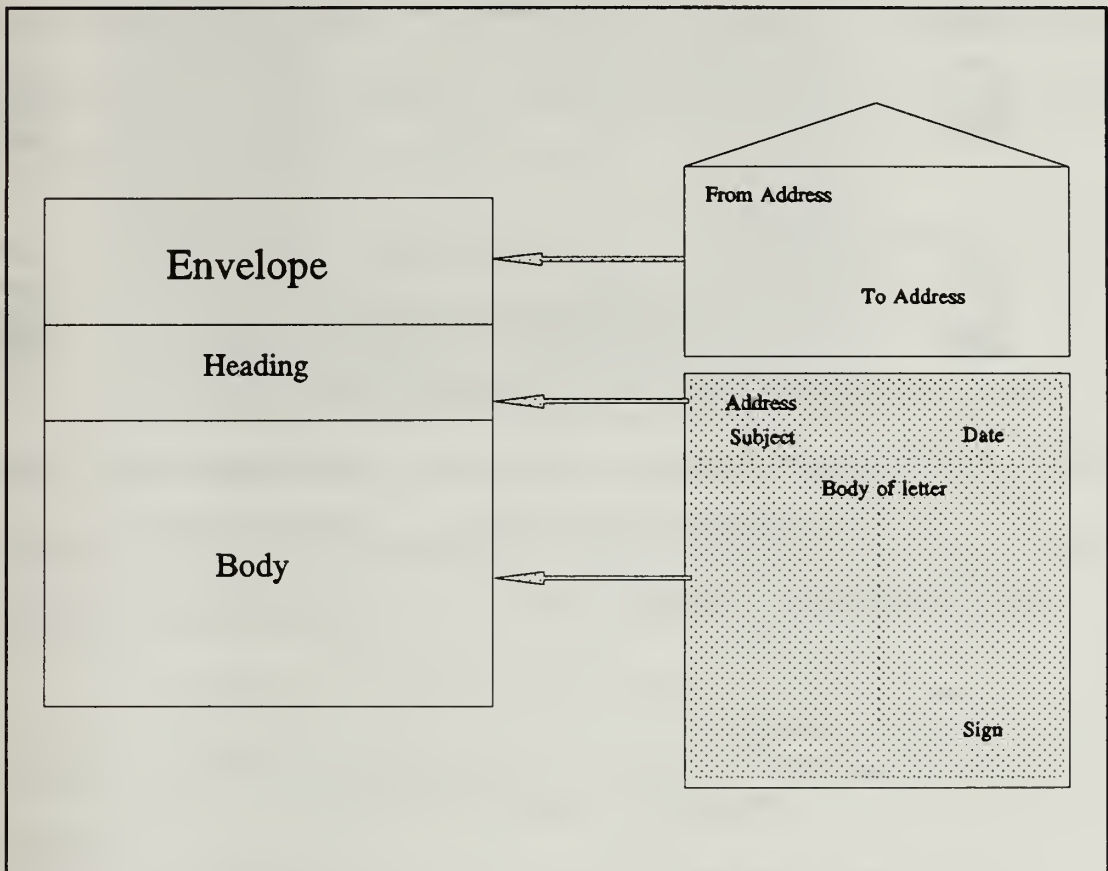 Envelope
Heading
Body
From Address
To Address
Address
Subject Date
Body of letter
Sign